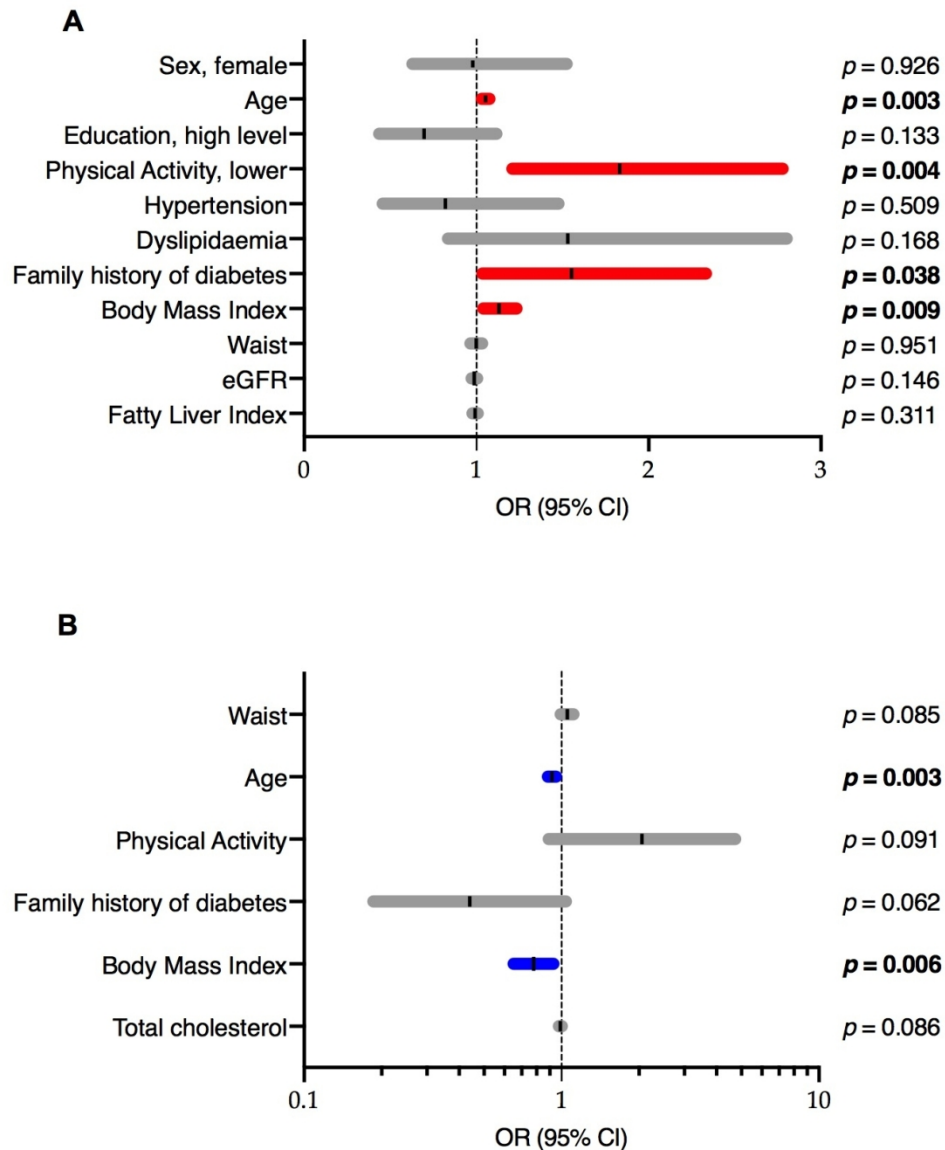 A
Sex, female p = 0.926
Age p = 0.003
Education, high level p = 0.133
Physical Activity, lower p = 0.004
Hypertension p = 0.509
Dyslipidaemia p = 0.168
Family history of diabetes p = 0.038
Body Mass Index p = 0.009
Waist p = 0.951
eGFR p = 0.146
Fatty Liver Index p = 0.311
0 1 2 3
OR (95% CI)
B
Waist p = 0.085
Age p = 0.003
Physical Activity p = 0.091
Family history of diabetes p = 0.062
Body Mass Index p = 0.006
Total cholesterol p = 0.086
0.1 1 10
OR (95% CI)